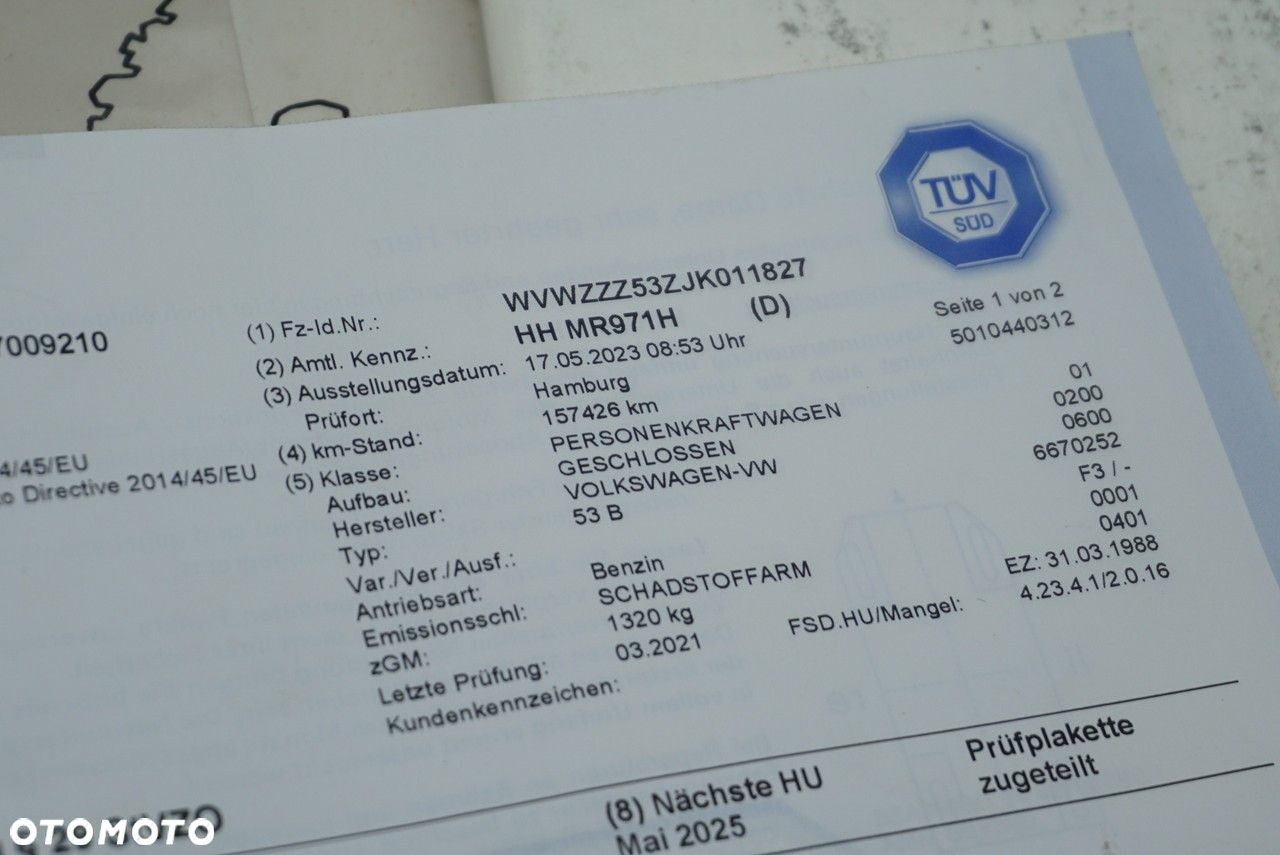 TÜV
SÜD
WVWZZZ53ZJK011827
7009210 (1) Fz-Id.Nr.: HH MR971H (D) Seite 1 von 2
(2) Amtl. Kennz.: 17.05.2023 08:53 Uhr 5010440312
(3) Ausstellungsdatum: Hamburg
Prüfort: 157426 km 01
(4) km-Stand: PERSONENKRAFTWAGEN 0200
4/45/EU (5) Klasse: GESCHLOSSEN 0600
to Directive 2014/45/EU Aufbau: VOLKSWAGEN-VW 6670252
Hersteller: 53 B F3 / -
Typ: 0001
Var./Ver./Ausf.: Benzin 0401
Antriebsart: SCHADSTOFFARM EZ: 31.03.1988
Emissionsschl: 1320 kg FSD.HU/Mangel: 4.23.4.1/2.0.16
zGM: 03.2021
Letzte Prüfung:
Kundenkennzeichen:
(8) Nächste HU Prüfplakette
Mai 2025 zugeteilt
OTOMOTO